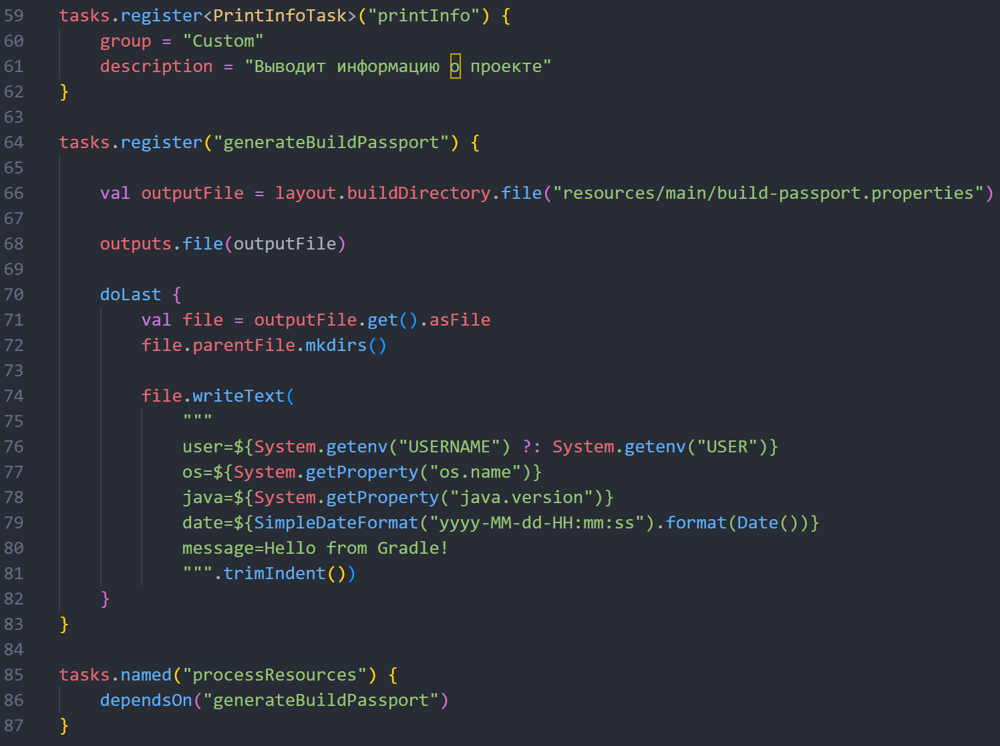 59 tasks.register<PrintInfoTask>("printInfo") {
60     group = "Custom"
61     description = "Выводит информацию о проекте"
62 }
63
64 tasks.register("generateBuildPassport") {
65
66     val outputFile = layout.buildDirectory.file("resources/main/build-passport.properties")
67
68     outputs.file(outputFile)
69
70     doLast {
71         val file = outputFile.get().asFile
72         file.parentFile.mkdirs()
73
74         file.writeText(
75             """
76             user=${System.getenv("USERNAME") ?: System.getenv("USER")}
77             os=${System.getProperty("os.name")}
78             java=${System.getProperty("java.version")}
79             date=${SimpleDateFormat("yyyy-MM-dd-HH:mm:ss").format(Date())}
80             message=Hello from Gradle!
81             """.trimIndent())
82     }
83 }
84
85 tasks.named("processResources") {
86     dependsOn("generateBuildPassport")
87 }